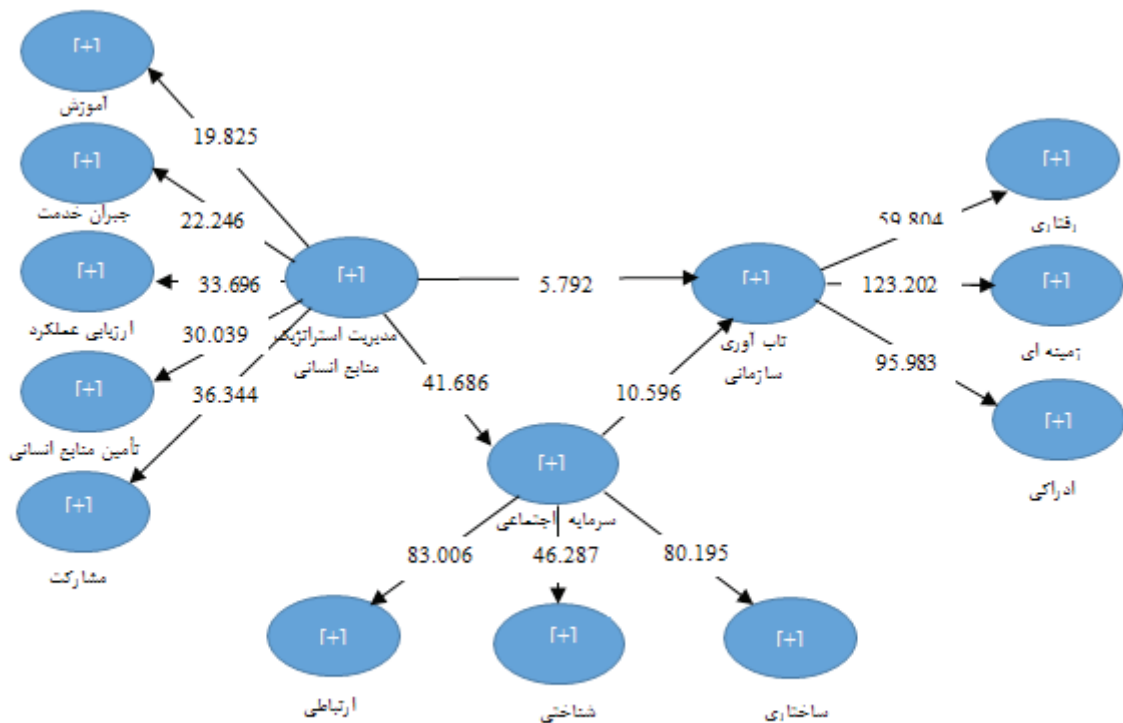 [+]
آموزش
19.825
[+]
جبران خدمت
22.246
[+]
ارزیابی عملکرد
33.696
[+]
تأمین منابع انسانی
30.039
[+]
مشارکت
36.344
[+]
مدیریت استراتژیک
منابع انسانی
5.792
41.686
[+]
تاب آوری
سازمانی
10.596
[+]
سرمایه اجتماعی
59.804
[+]
رفتاری
123.202
[+]
زمینه ای
95.983
[+]
ادراکی
83.006
46.287
80.195
[+]
ارتباطی
[+]
شناختی
[+]
ساختاری